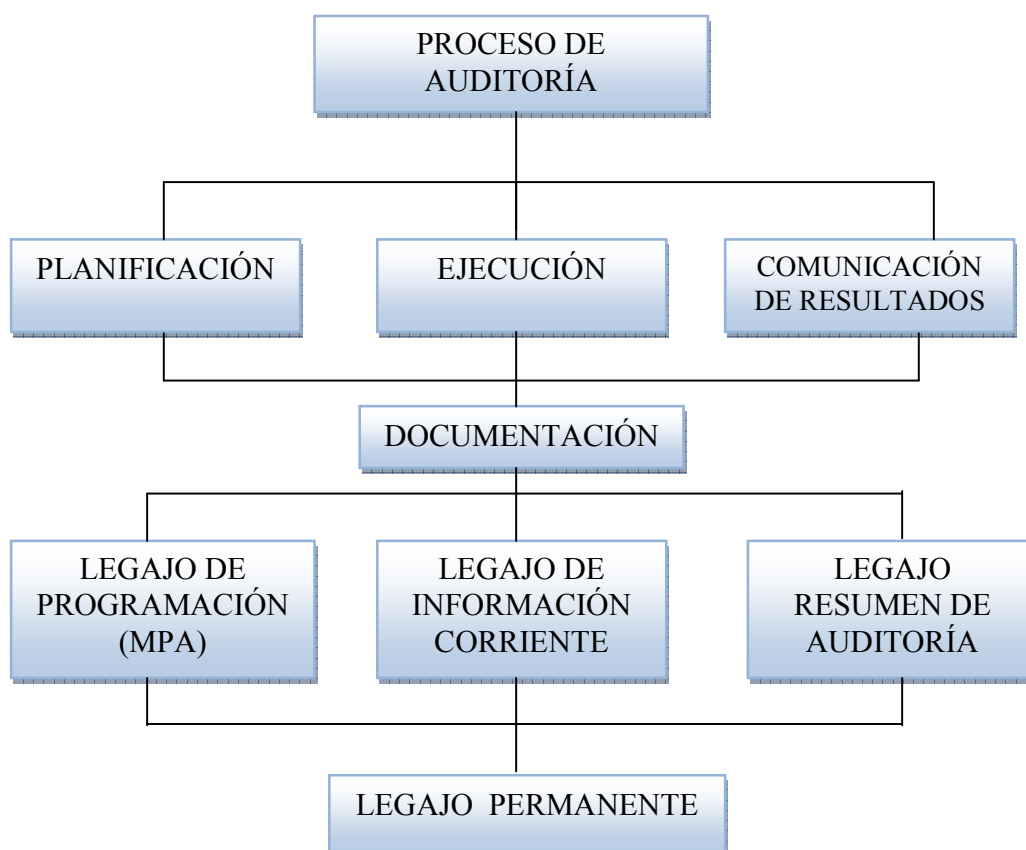 PROCESO DE
AUDITORÍA
PLANIFICACIÓN
EJECUCIÓN
COMUNICACIÓN
DE RESULTADOS
DOCUMENTACIÓN
LEGAJO DE
PROGRAMACIÓN
(MPA)
LEGAJO DE
INFORMACIÓN
CORRIENTE
LEGAJO
RESUMEN DE
AUDITORÍA
LEGAJO PERMANENTE